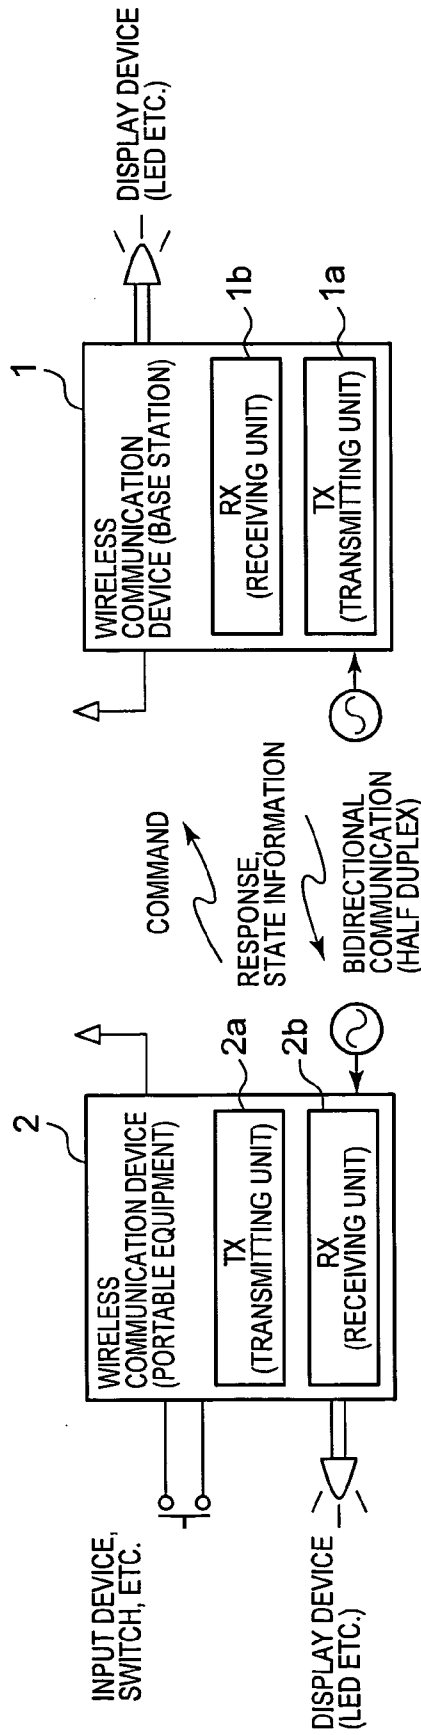 INPUT DEVICE,
SWITCH, ETC.
DISPLAY DEVICE
(LED ETC.)
2
WIRELESS
COMMUNICATION DEVICE
(PORTABLE EQUIPMENT)
TX
(TRANSMITTING UNIT)
2a
RX
(RECEIVING UNIT)
2b
COMMAND
RESPONSE,
STATE INFORMATION
BIDIRECTIONAL
COMMUNICATION
(HALF DUPLEX)
1
WIRELESS
COMMUNICATION
DEVICE (BASE STATION)
RX
(RECEIVING UNIT)
1b
TX
(TRANSMITTING UNIT)
1a
DISPLAY DEVICE
(LED ETC.)